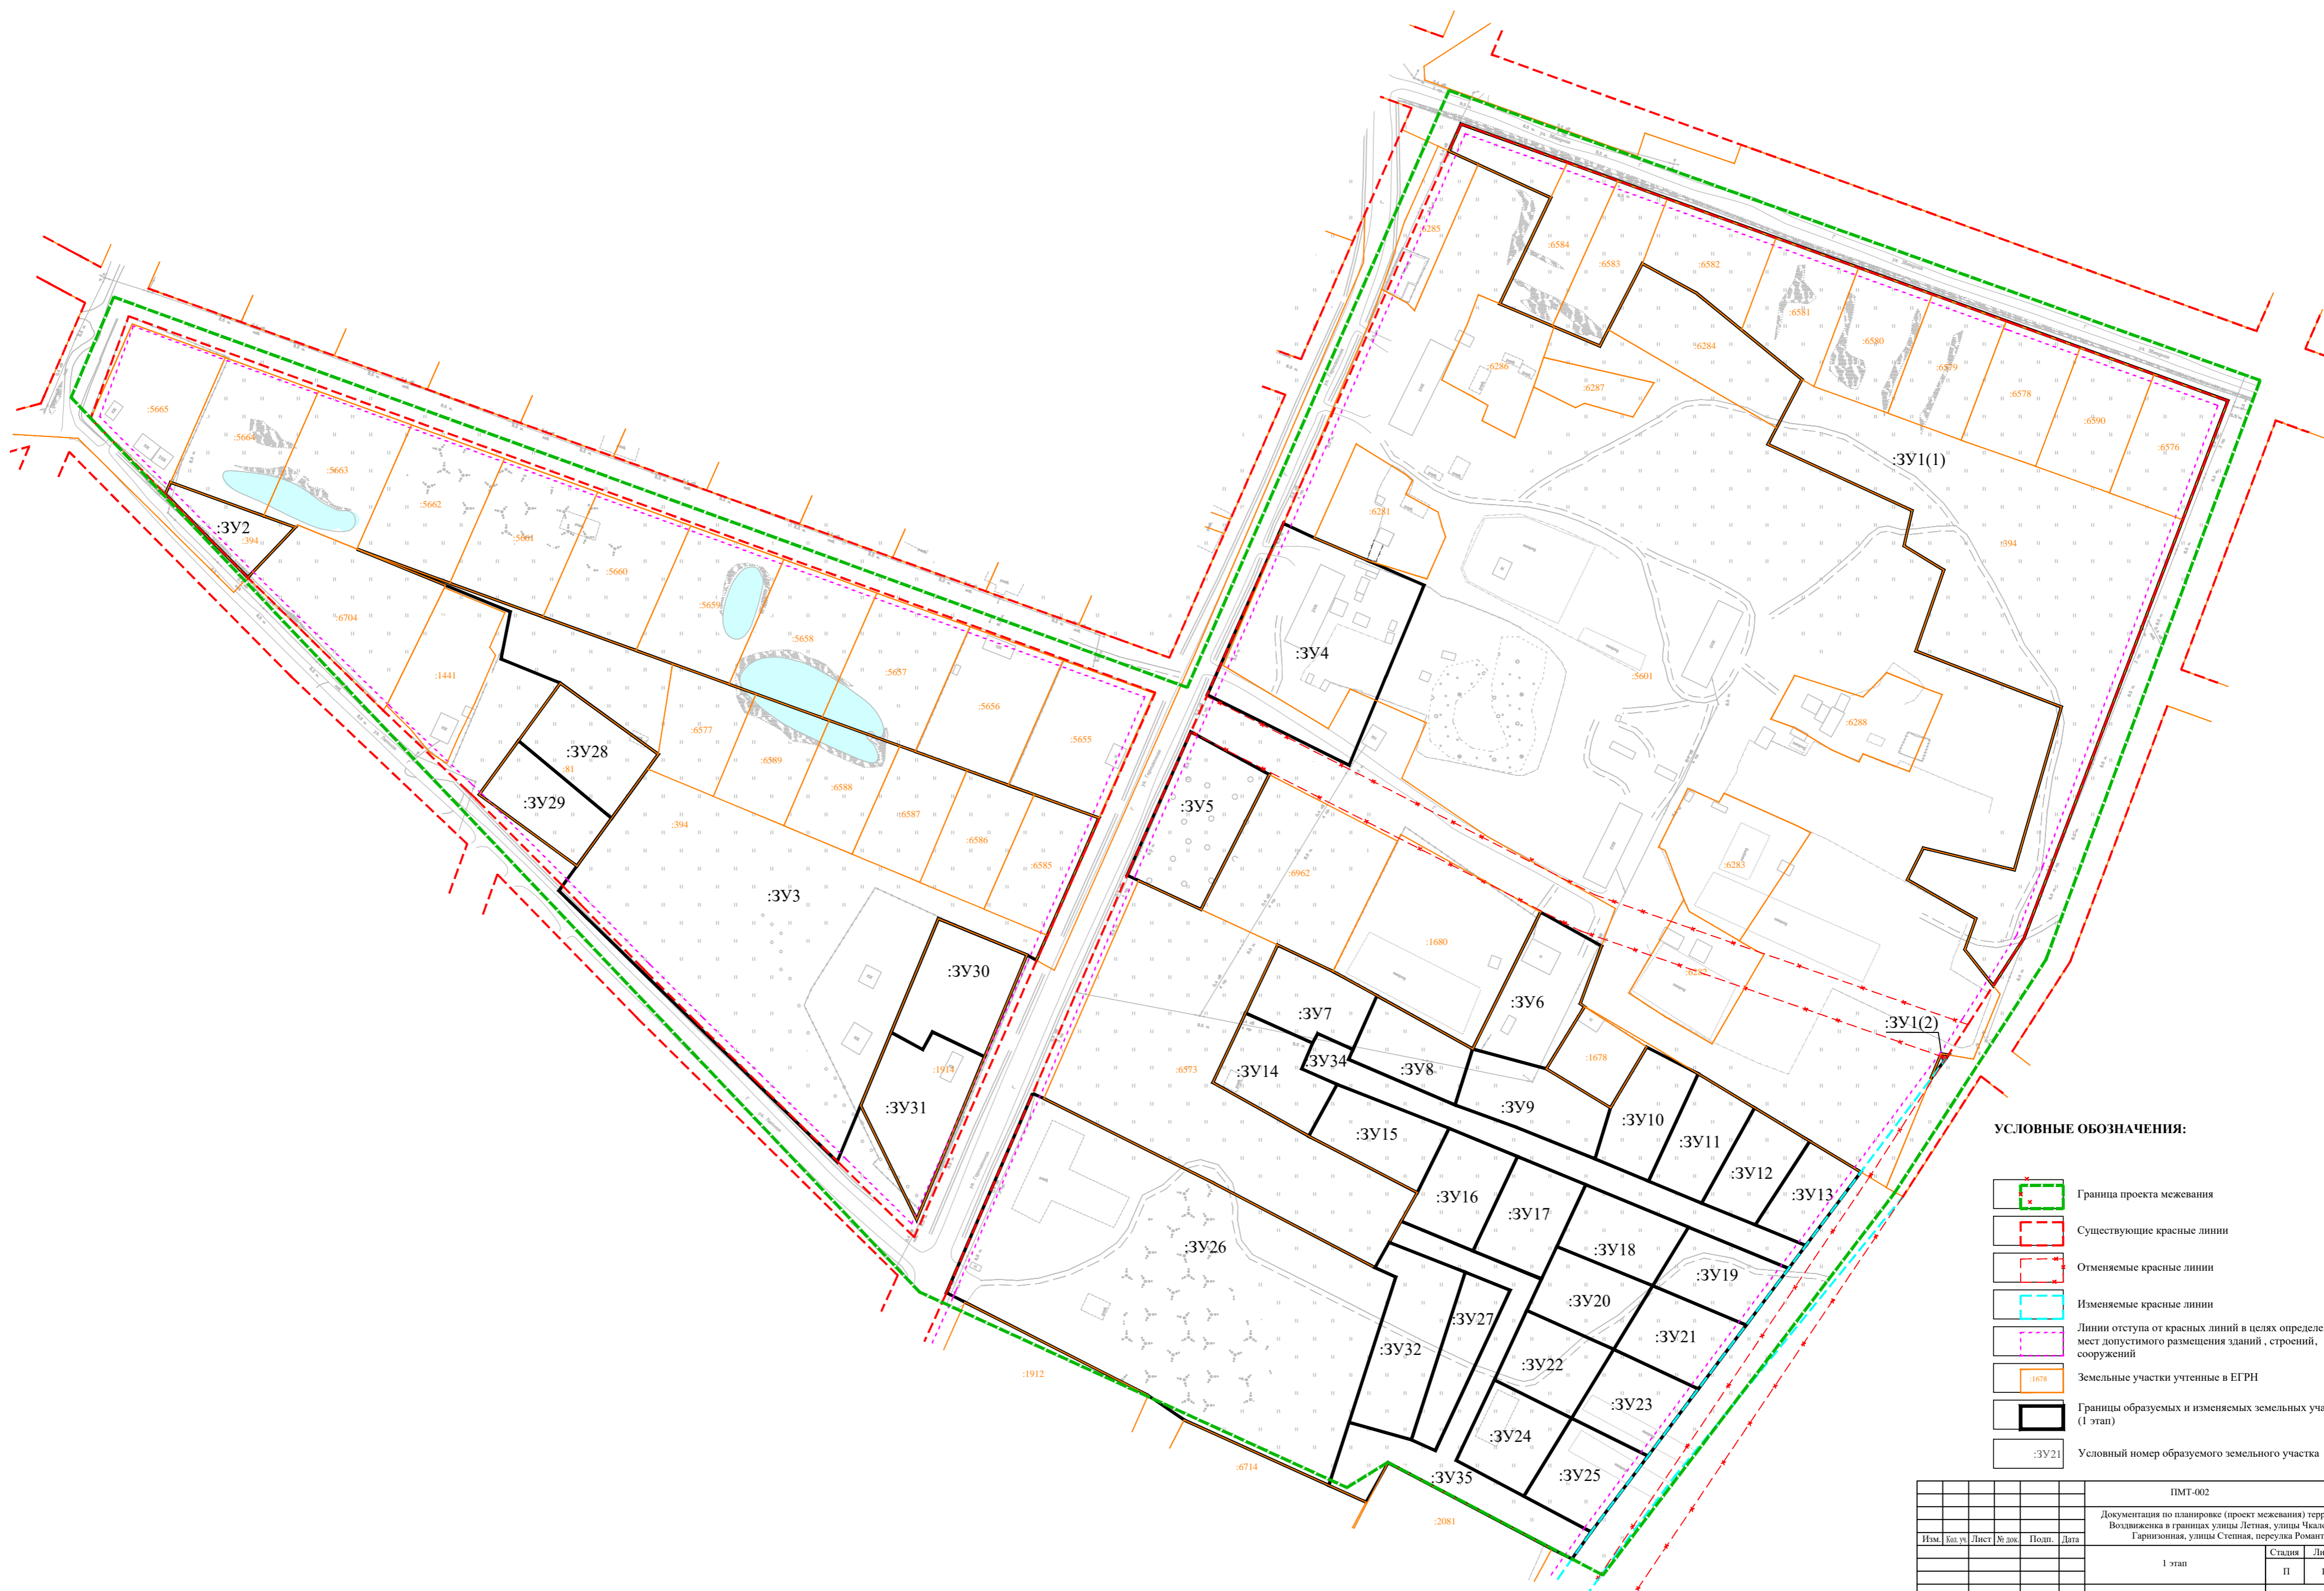 :6285
:6584
:6583
:6582
:6581
:6580
:6579
:6578
:6590
:6576
:6284
:6286
:6287
:ЗУ1(1)
:6281
:394
:5665
:5664
:5663
:5662
:5661
:5660
:5659
:5658
:5657
:5656
:5655
:ЗУ2
:394
:6704
:1441
:ЗУ28
:81
:ЗУ29
:6577
:6589
:6588
:6587
:6586
:6585
:394
:ЗУ3
:ЗУ30
:1914
:ЗУ31
:ЗУ4
:5601
:6288
:ЗУ5
:6962
:1680
:6283
:6282
:ЗУ6
:ЗУ1(2)
:ЗУ7
:ЗУ34
:ЗУ8
:ЗУ14
:6573
:1678
:ЗУ9
:ЗУ10
:ЗУ11
:ЗУ12
:ЗУ13
:ЗУ15
:ЗУ16
:ЗУ17
:ЗУ18
:ЗУ19
:ЗУ20
:ЗУ21
:ЗУ22
:ЗУ23
:ЗУ24
:ЗУ25
:ЗУ26
:ЗУ27
:ЗУ32
:ЗУ35
:1912
:6714
:2081
УСЛОВНЫЕ ОБОЗНАЧЕНИЯ:
Граница проекта межевания
Существующие красные линии
Отменяемые красные линии
Изменяемые красные линии
Линии отступа от красных линий в целях определе
мест допустимого размещения зданий , строений,
сооружений
:1678 Земельные участки учтенные в ЕГРН
Границы образуемых и изменяемых земельных уча
(1 этап)
:ЗУ21 Условный номер образуемого земельного участка
ПМТ-002
Документация по планировке (проект межевания) терр
Воздвиженка в границах улицы Летная, улицы Чкало
Гарнизонная, улицы Степная, переулка Романт
Изм. Кол. уч. Лист № док. Подп. Дата
1 этап
Стадия Ли
П